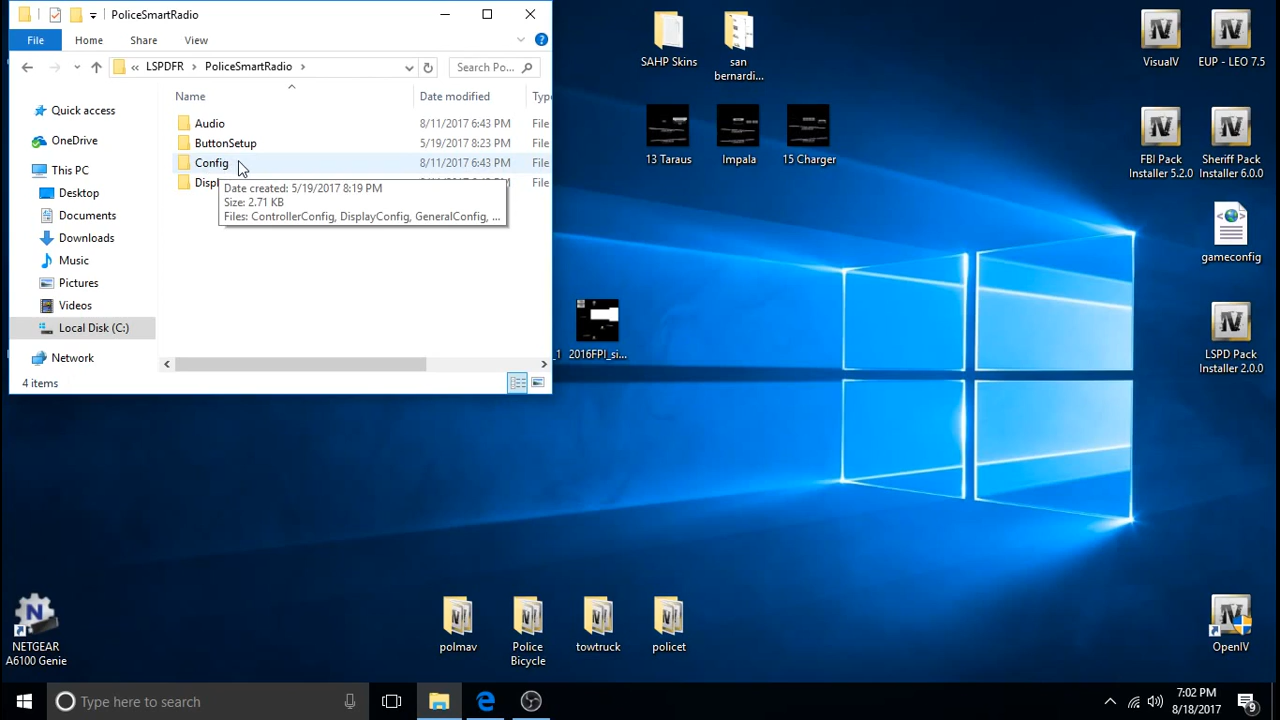 PoliceSmartRadio
File
Home
Share
View
LSPDFR
PoliceSmartRadio
Search Po...
Name
Date modified
Type
Quick access
OneDrive
This PC
Desktop
Documents
Downloads
Music
Pictures
Videos
Local Disk (C:)
Network
Audio
8/11/2017 6:43 PM
File
ButtonSetup
5/19/2017 8:23 PM
File
Config
8/11/2017 6:43 PM
File
Displ
File
Date created: 5/19/2017 8:19 PM
Size: 2.71 KB
Files: ControllerConfig, DisplayConfig, GeneralConfig, ...
4 items
SAHP Skins
san
bernardi...
VisualV
EUP - LEO 7.5
13 Taraus
Impala
15 Charger
FBI Pack
Installer 5.2.0
Sheriff Pack
Installer 6.0.0
gameconfig
_1
2016FPI_si...
LSPD Pack
Installer 2.0.0
NETGEAR
A6100 Genie
polmav
Police
Bicycle
towtruck
policet
OpenIV
Type here to search
7:02 PM
8/18/2017
9